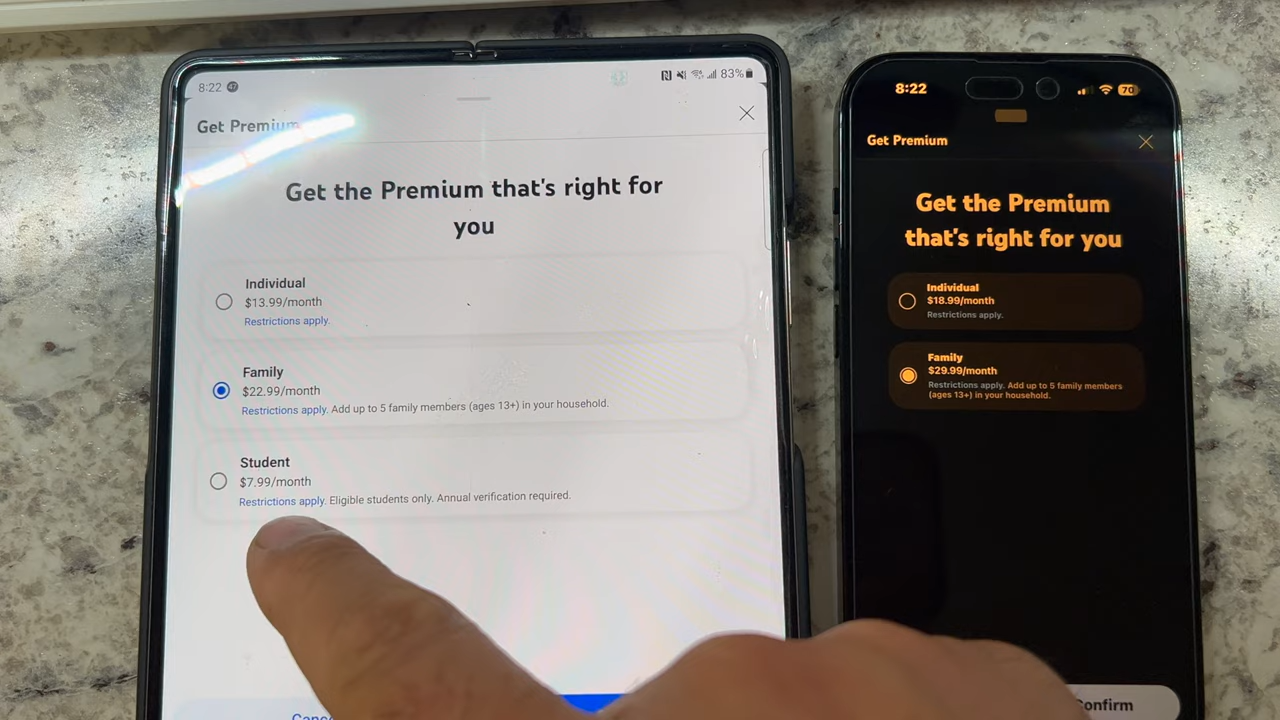 8:22
83%
Get Premium
Get the Premium that's right for
you
Individual
$13.99/month
Restrictions apply.
Family
$22.99/month
Restrictions apply. Add up to 5 family members (ages 13+) in your household.
Student
$7.99/month
Restrictions apply. Eligible students only. Annual verification required.
8:22
70
Get Premium
Get the Premium
that's right for you
Individual
$18.99/month
Restrictions apply.
Family
$29.99/month
Restrictions apply. Add up to 5 family members
(ages 13+) in your household.